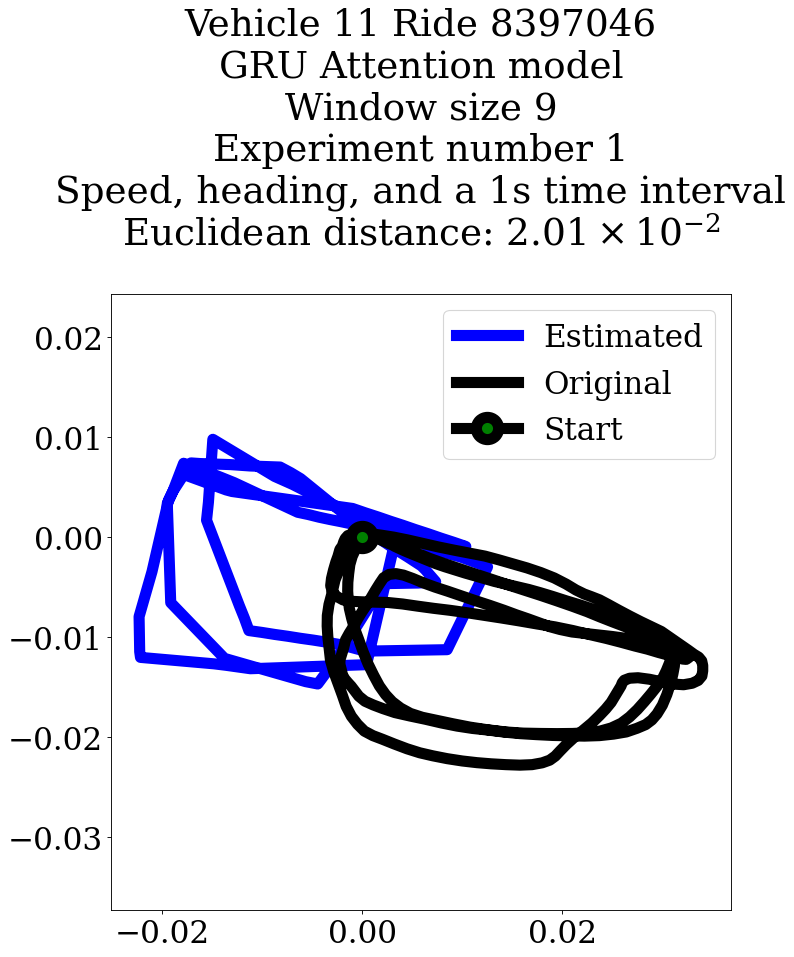 Vehicle 11 Ride 8397046
GRU Attention model
Window size 9
Experiment number 1
Speed, heading, and a 1s time interval
Euclidean distance: 2.01 × 10⁻²
Estimated
Original
Start
0.02
0.01
0.00
−0.01
−0.02
−0.03
−0.02
0.00
0.02